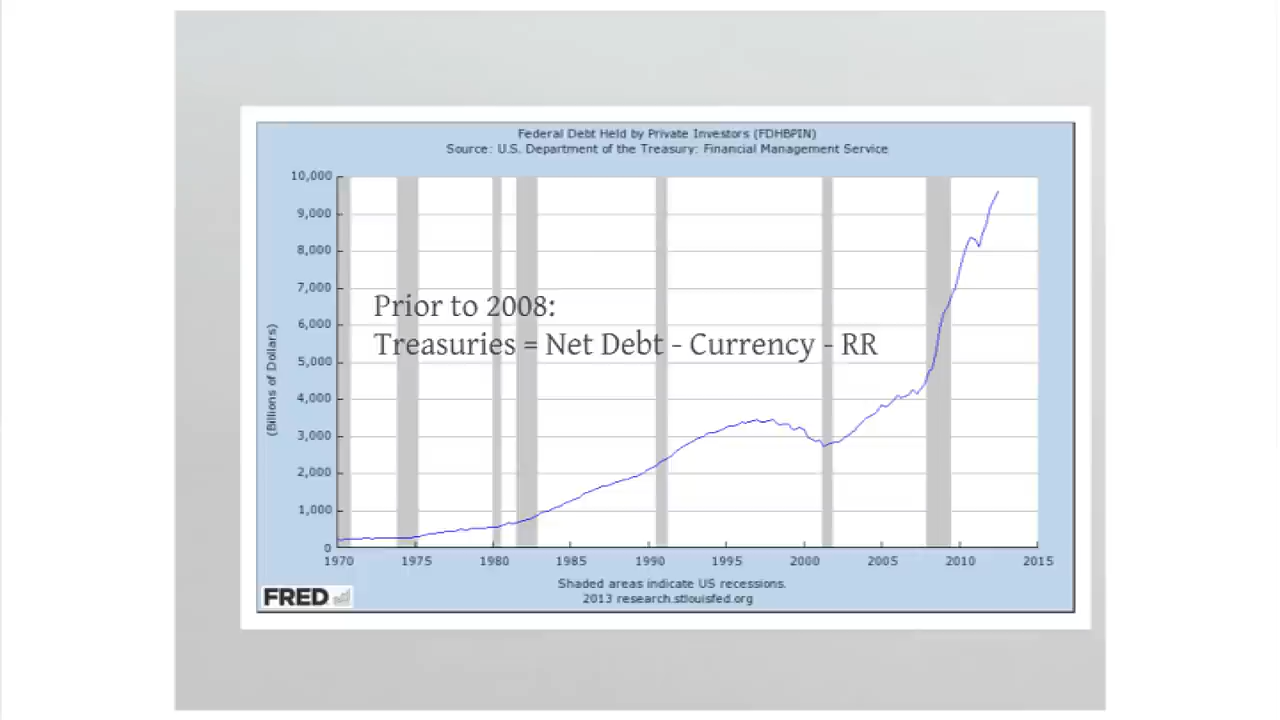 Federal Debt Held by Private Investors (FDHBPIN)
Source: U.S. Department of the Treasury: Financial Management Service
10,000
9,000
8,000
7,000
6,000
5,000
4,000
3,000
2,000
1,000
0
(Billions of Dollars)
Prior to 2008:
Treasuries = Net Debt - Currency - RR
1970 1975 1980 1985 1990 1995 2000 2005 2010 2015
Shaded areas indicate US recessions.
2013 research.stlouisfed.org
FRED